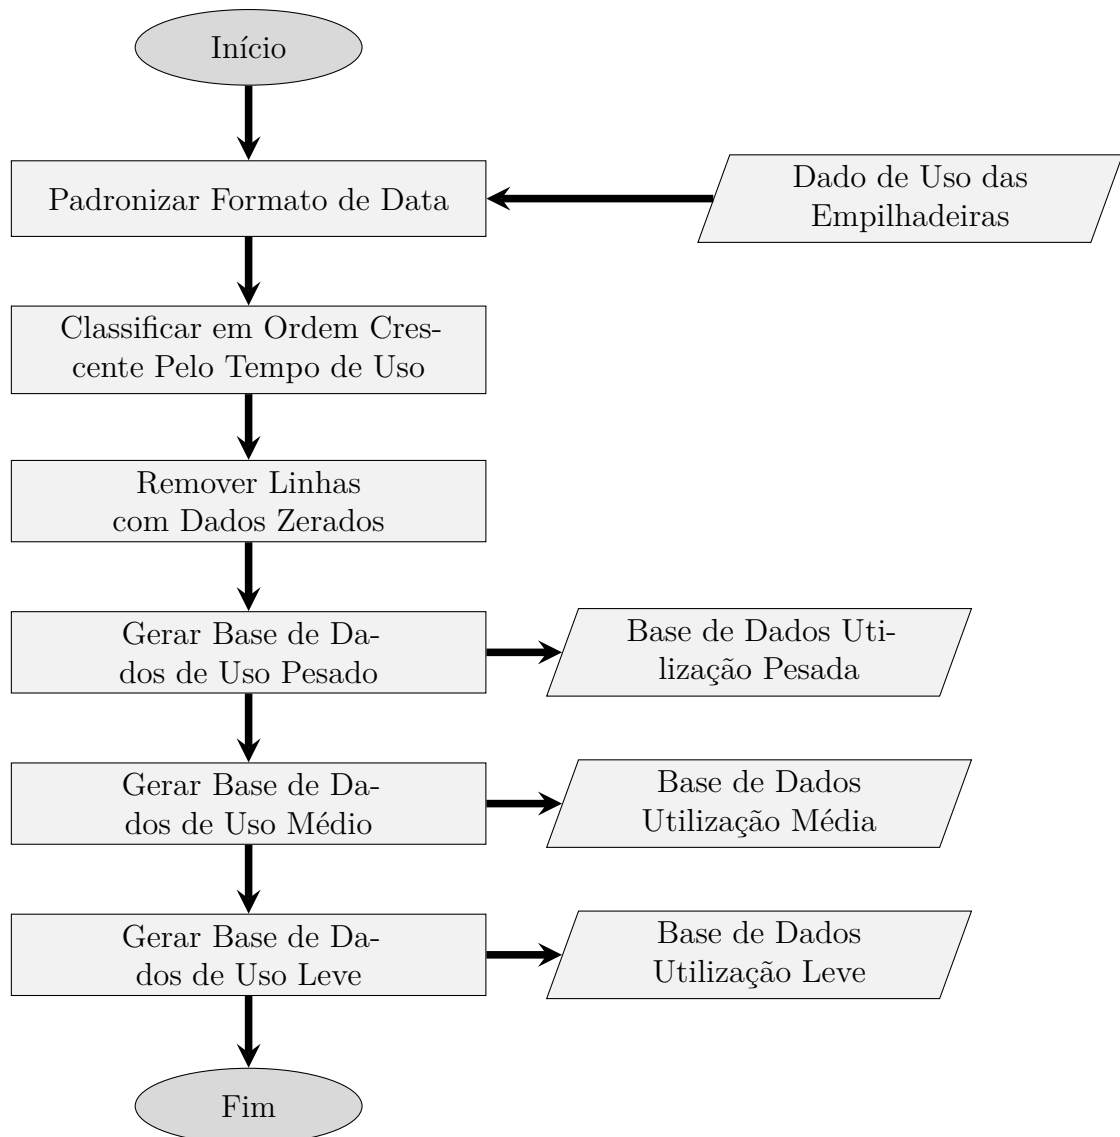 Início
Padronizar Formato de Data
Dado de Uso das
Empilhadeiras
Classificar em Ordem Cres-
cente Pelo Tempo de Uso
Remover Linhas
com Dados Zerados
Gerar Base de Da-
dos de Uso Pesado
Base de Dados Uti-
lização Pesada
Gerar Base de Da-
dos de Uso Médio
Base de Dados
Utilização Média
Gerar Base de Da-
dos de Uso Leve
Base de Dados
Utilização Leve
Fim